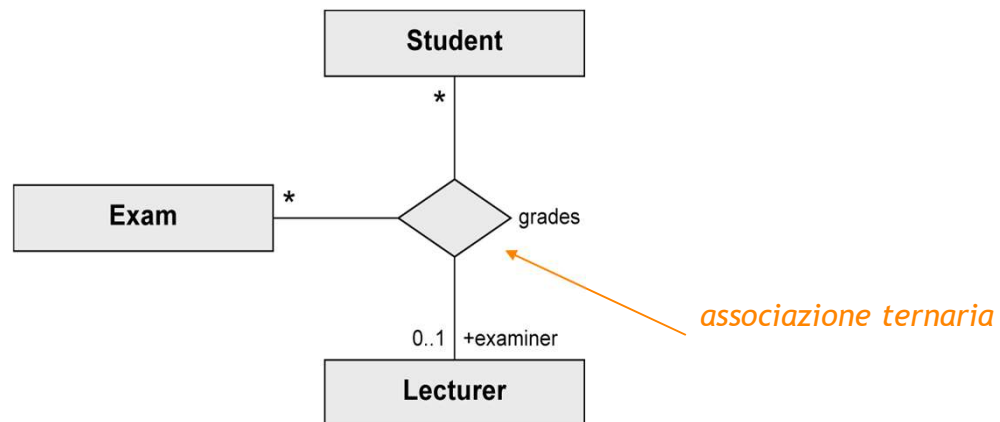 Student
*
Exam
*
grades
associazione ternaria
0..1
+examiner
Lecturer